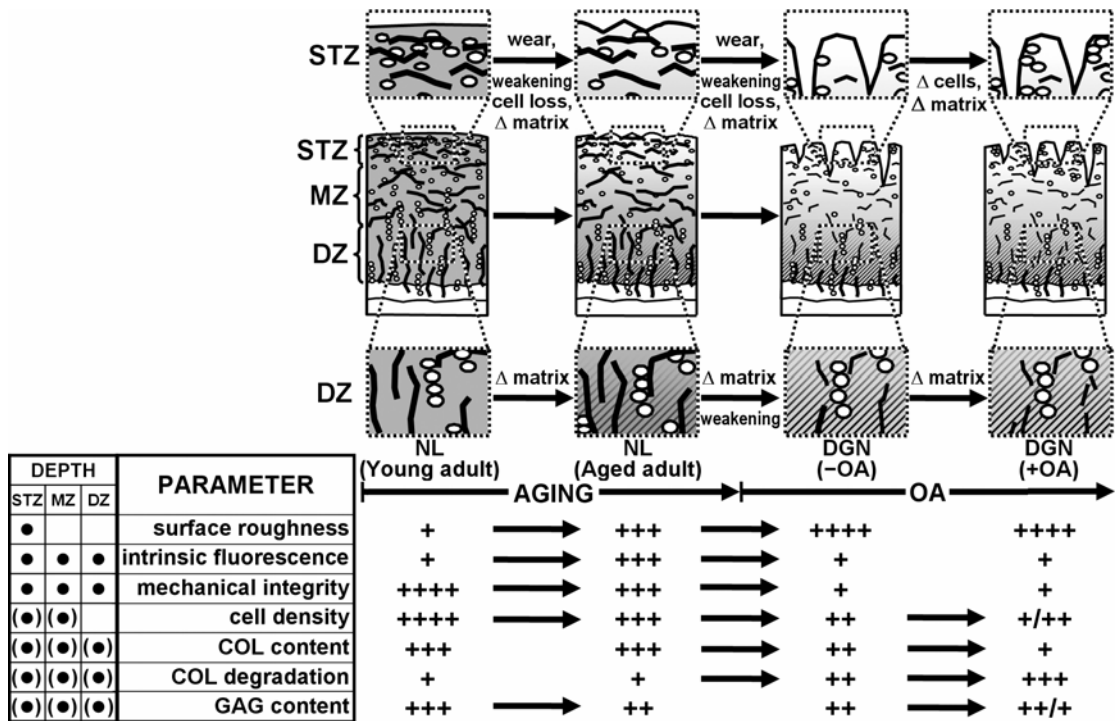 STZ
wear,
weakening
cell loss,
Δ matrix
wear,
weakening
cell loss,
Δ matrix
Δ cells,
Δ matrix
STZ
MZ
DZ
DZ
Δ matrix
Δ matrix
weakening
Δ matrix
NL
(Young adult)
NL
(Aged adult)
DGN
(−OA)
DGN
(+OA)
DEPTH PARAMETER
STZ MZ DZ
AGING OA
surface roughness + +++ ++++ ++++
intrinsic fluorescence + +++ + +
mechanical integrity ++++ +++ + +
cell density ++++ +++ ++ +/++
COL content +++ +++ ++ +
COL degradation + + ++ +++
GAG content +++ ++ ++ ++/+